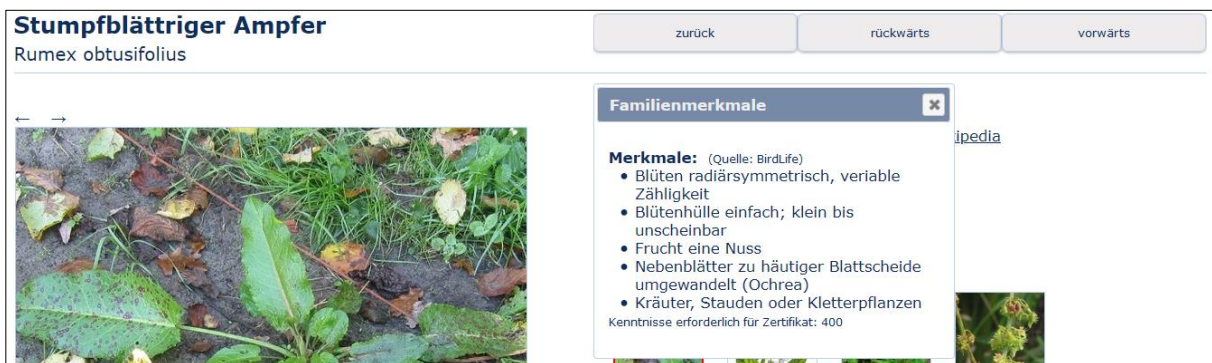 Stumpfblättriger Ampfer
Rumex obtusifolius
zurück
rückwärts
vorwärts
← →
Familienmerkmale
ipedia
Merkmale: (Quelle: BirdLife)
• Blüten radiärsymmetrisch, veriable
Zähligkeit
• Blütenhülle einfach; klein bis
unscheinbar
• Frucht eine Nuss
• Nebenblätter zu häutiger Blattscheide
umgewandelt (Ochrea)
• Kräuter, Stauden oder Kletterpflanzen
Kenntnisse erforderlich für Zertifikat: 400